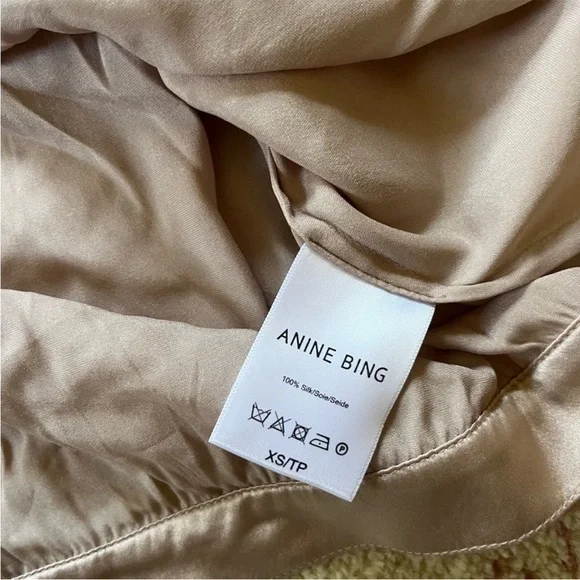 ANINE BING
100% Silk/Soie/Seide
P
XS/TP